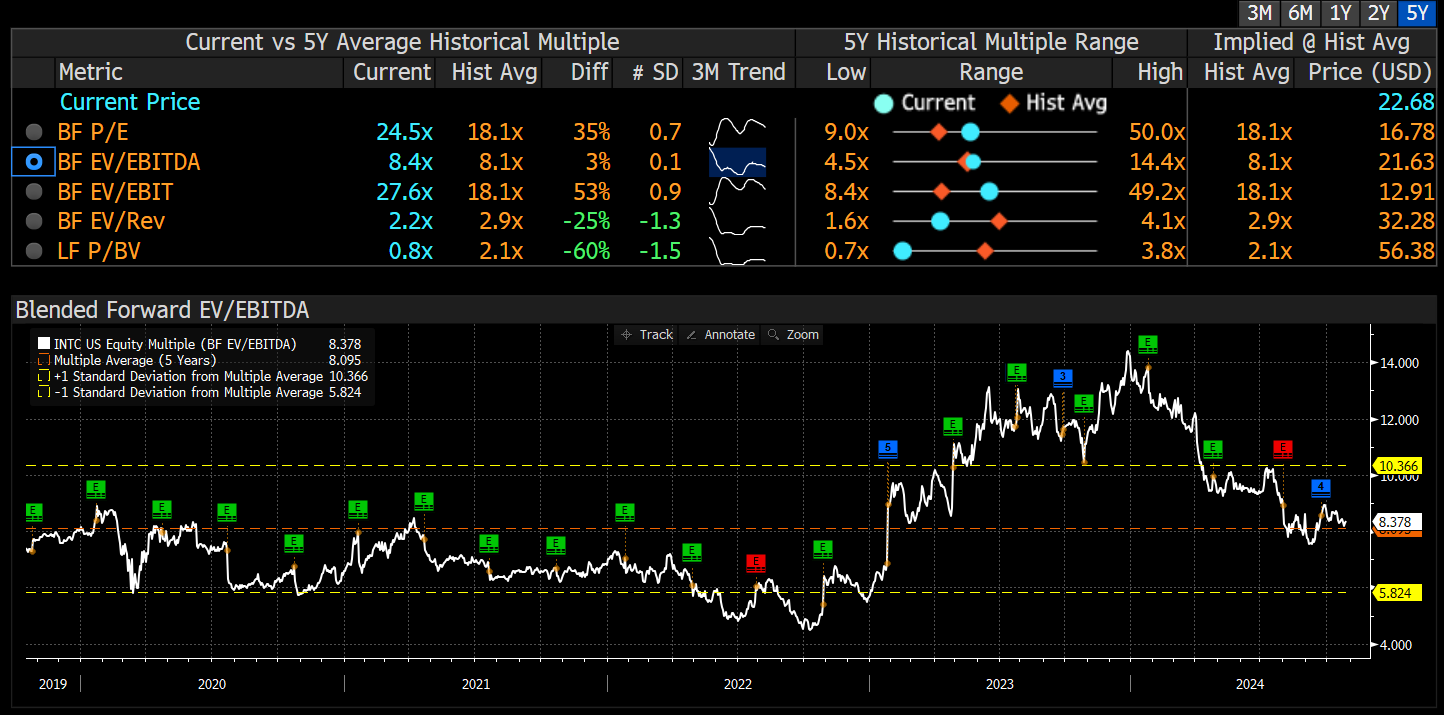 3M 6M 1Y 2Y 5Y
Current vs 5Y Average Historical Multiple 5Y Historical Multiple Range Implied @ Hist Avg
Metric Current Hist Avg Diff # SD 3M Trend Low Range High Hist Avg Price (USD)
Current Price Current Hist Avg 22.68
BF P/E 24.5x 18.1x 35% 0.7 9.0x 50.0x 18.1x 16.78
BF EV/EBITDA 8.4x 8.1x 3% 0.1 4.5x 14.4x 8.1x 21.63
BF EV/EBIT 27.6x 18.1x 53% 0.9 8.4x 49.2x 18.1x 12.91
BF EV/Rev 2.2x 2.9x -25% -1.3 1.6x 4.1x 2.9x 32.28
LF P/BV 0.8x 2.1x -60% -1.5 0.7x 3.8x 2.1x 56.38
Blended Forward EV/EBITDA
Track Annotate Zoom
INTC US Equity Multiple (BF EV/EBITDA) 8.378
Multiple Average (5 Years) 8.095
+1 Standard Deviation from Multiple Average 10.366
-1 Standard Deviation from Multiple Average 5.824
E
14.000
E
3
E
12.000
E
5 E E
10.366
10.000
E 4
E E E E E E
8.378
8.095
E E E E E E
5.824
4.000
2019 2020 2021 2022 2023 2024